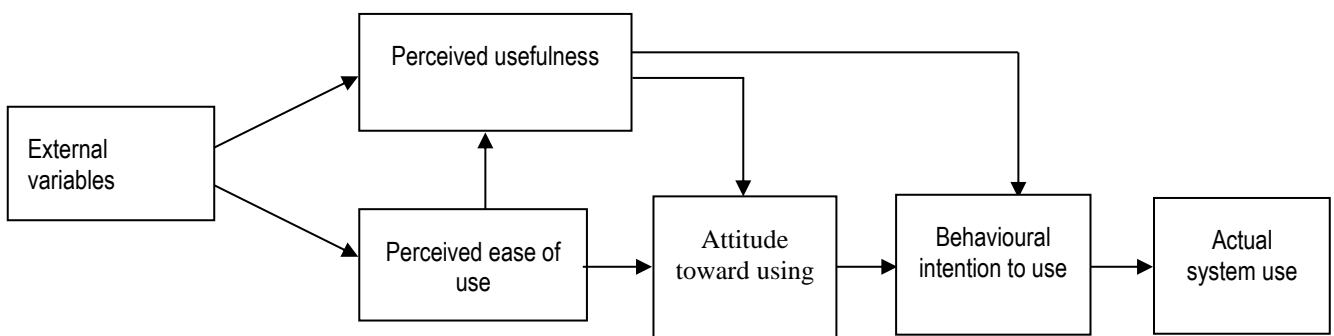 Perceived usefulness
External
variables
Perceived ease of
use
Attitude
toward using
Behavioural
intention to use
Actual
system use